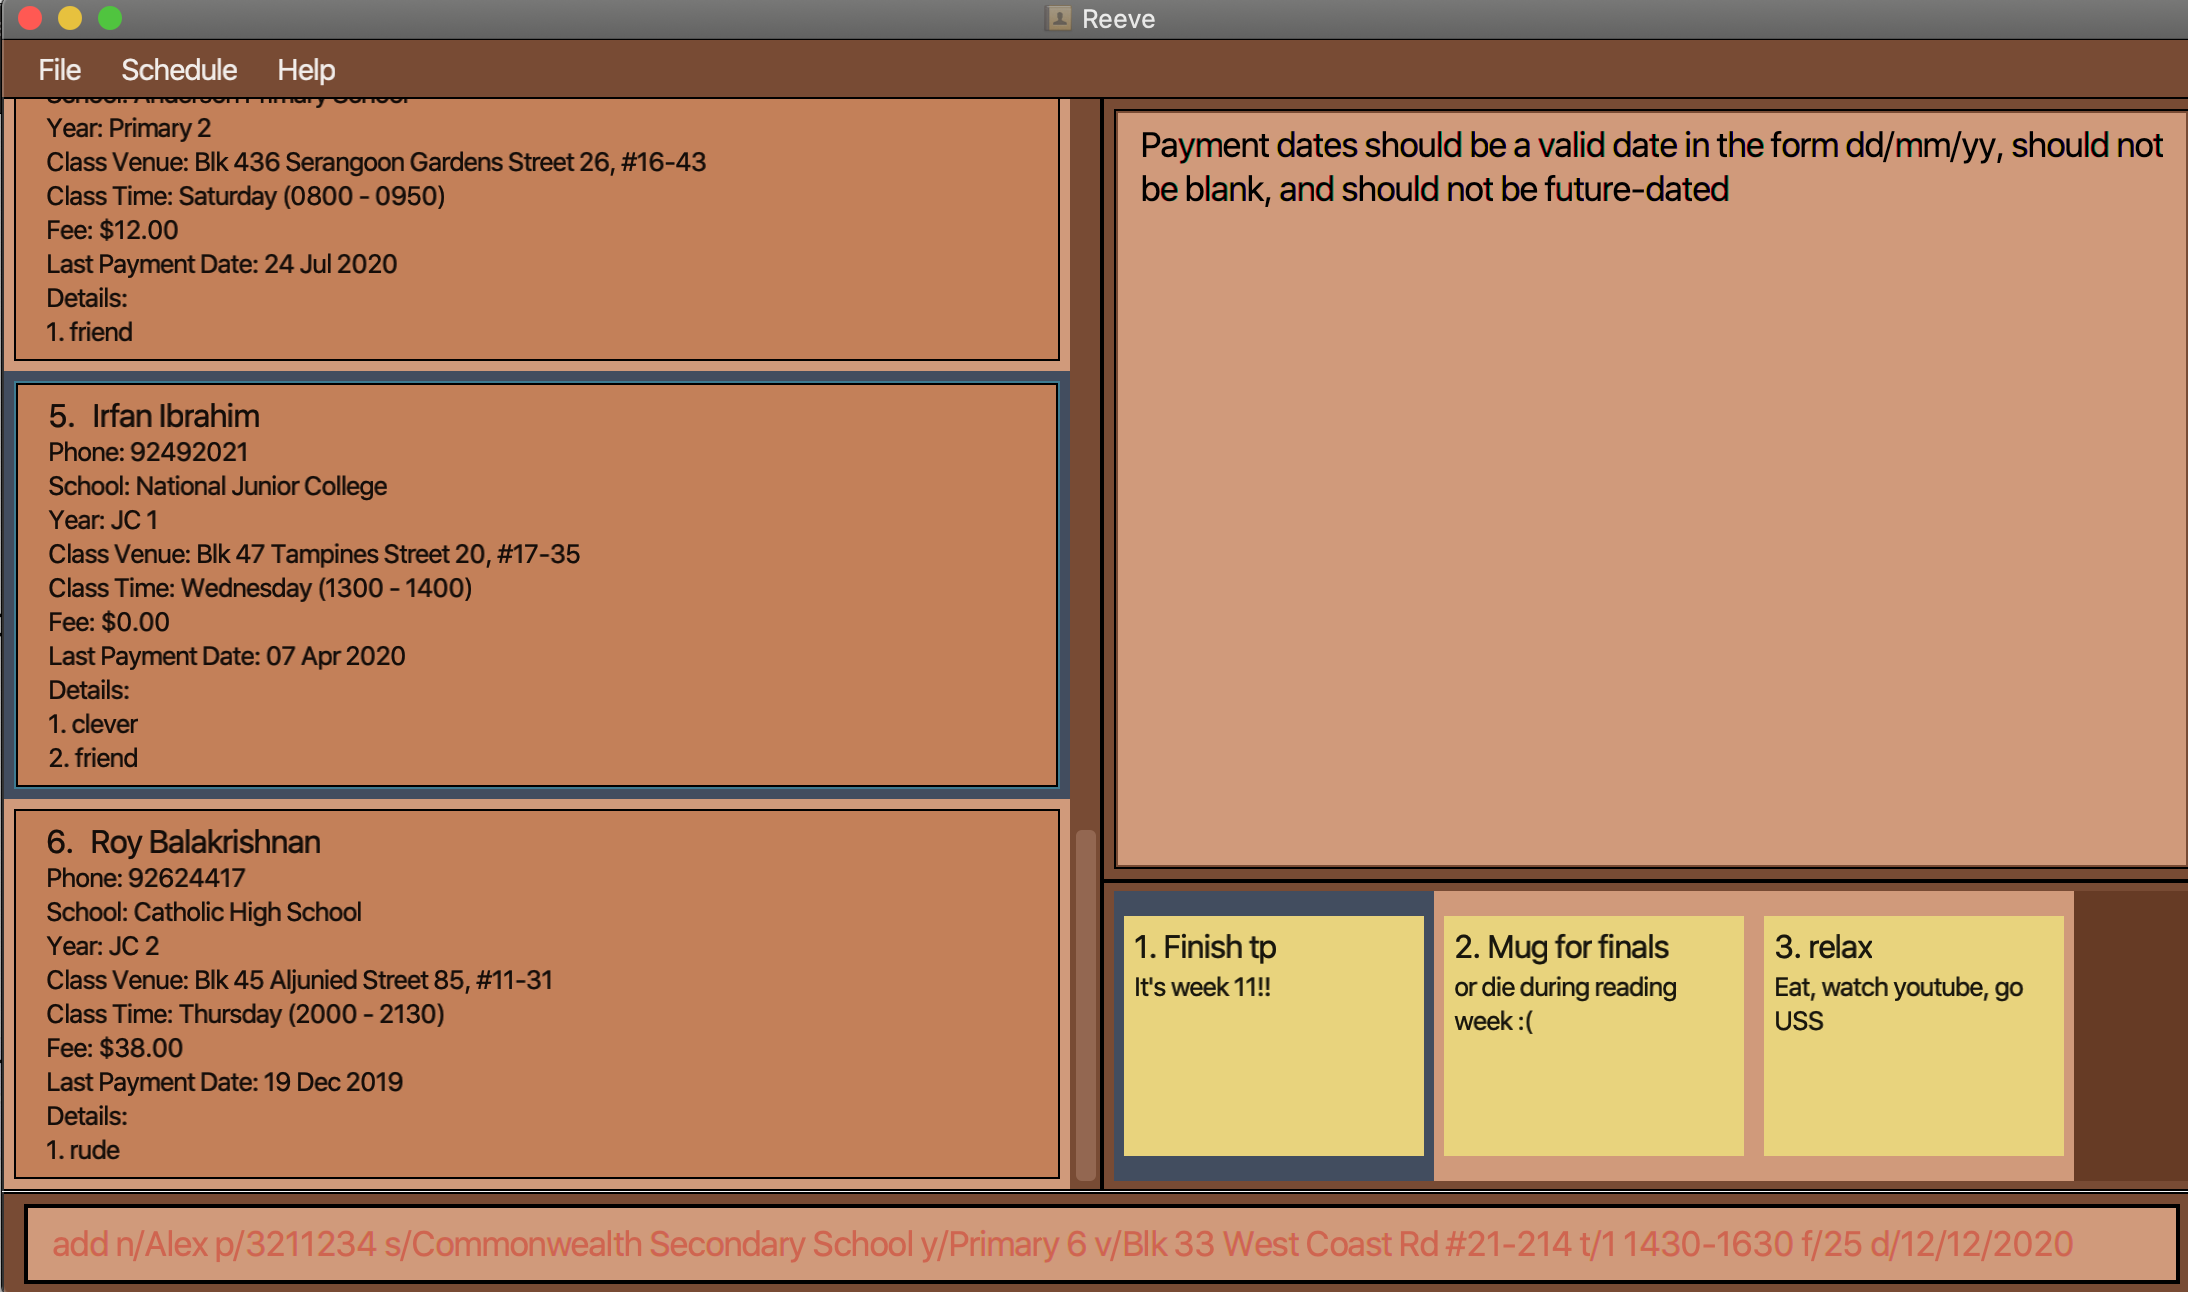 Reeve
File Schedule Help
School: Anderson Primary School
Year: Primary 2
Class Venue: Blk 436 Serangoon Gardens Street 26, #16-43
Class Time: Saturday (0800 - 0950)
Fee: $12.00
Last Payment Date: 24 Jul 2020
Details:
1. friend
5. Irfan Ibrahim
Phone: 92492021
School: National Junior College
Year: JC 1
Class Venue: Blk 47 Tampines Street 20, #17-35
Class Time: Wednesday (1300 - 1400)
Fee: $0.00
Last Payment Date: 07 Apr 2020
Details:
1. clever
2. friend
6. Roy Balakrishnan
Phone: 92624417
School: Catholic High School
Year: JC 2
Class Venue: Blk 45 Aljunied Street 85, #11-31
Class Time: Thursday (2000 - 2130)
Fee: $38.00
Last Payment Date: 19 Dec 2019
Details:
1. rude
Payment dates should be a valid date in the form dd/mm/yy, should not
be blank, and should not be future-dated
1. Finish tp
It's week 11!!
2. Mug for finals
or die during reading
week :(
3. relax
Eat, watch youtube, go
USS
add n/Alex p/3211234 s/Commonwealth Secondary School y/Primary 6 v/Blk 33 West Coast Rd #21-214 t/1 1430-1630 f/25 d/12/12/2020